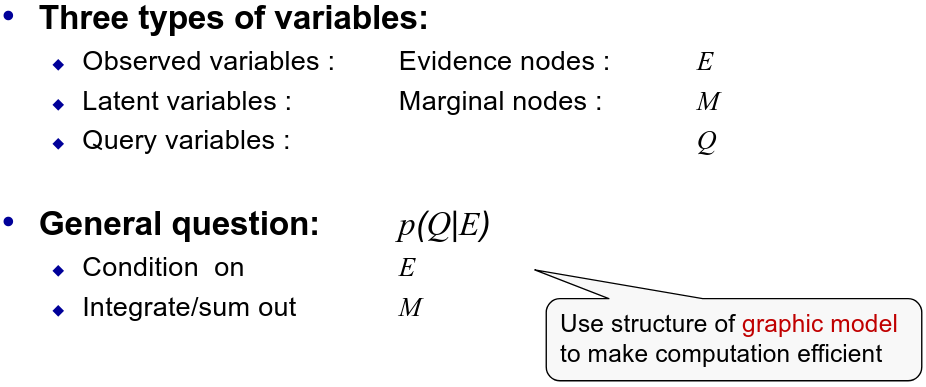 • Three types of variables:
◆ Observed variables : Evidence nodes : E
◆ Latent variables : Marginal nodes : M
◆ Query variables : Q
• General question: p(Q|E)
◆ Condition on E
◆ Integrate/sum out M
Use structure of graphic model
to make computation efficient